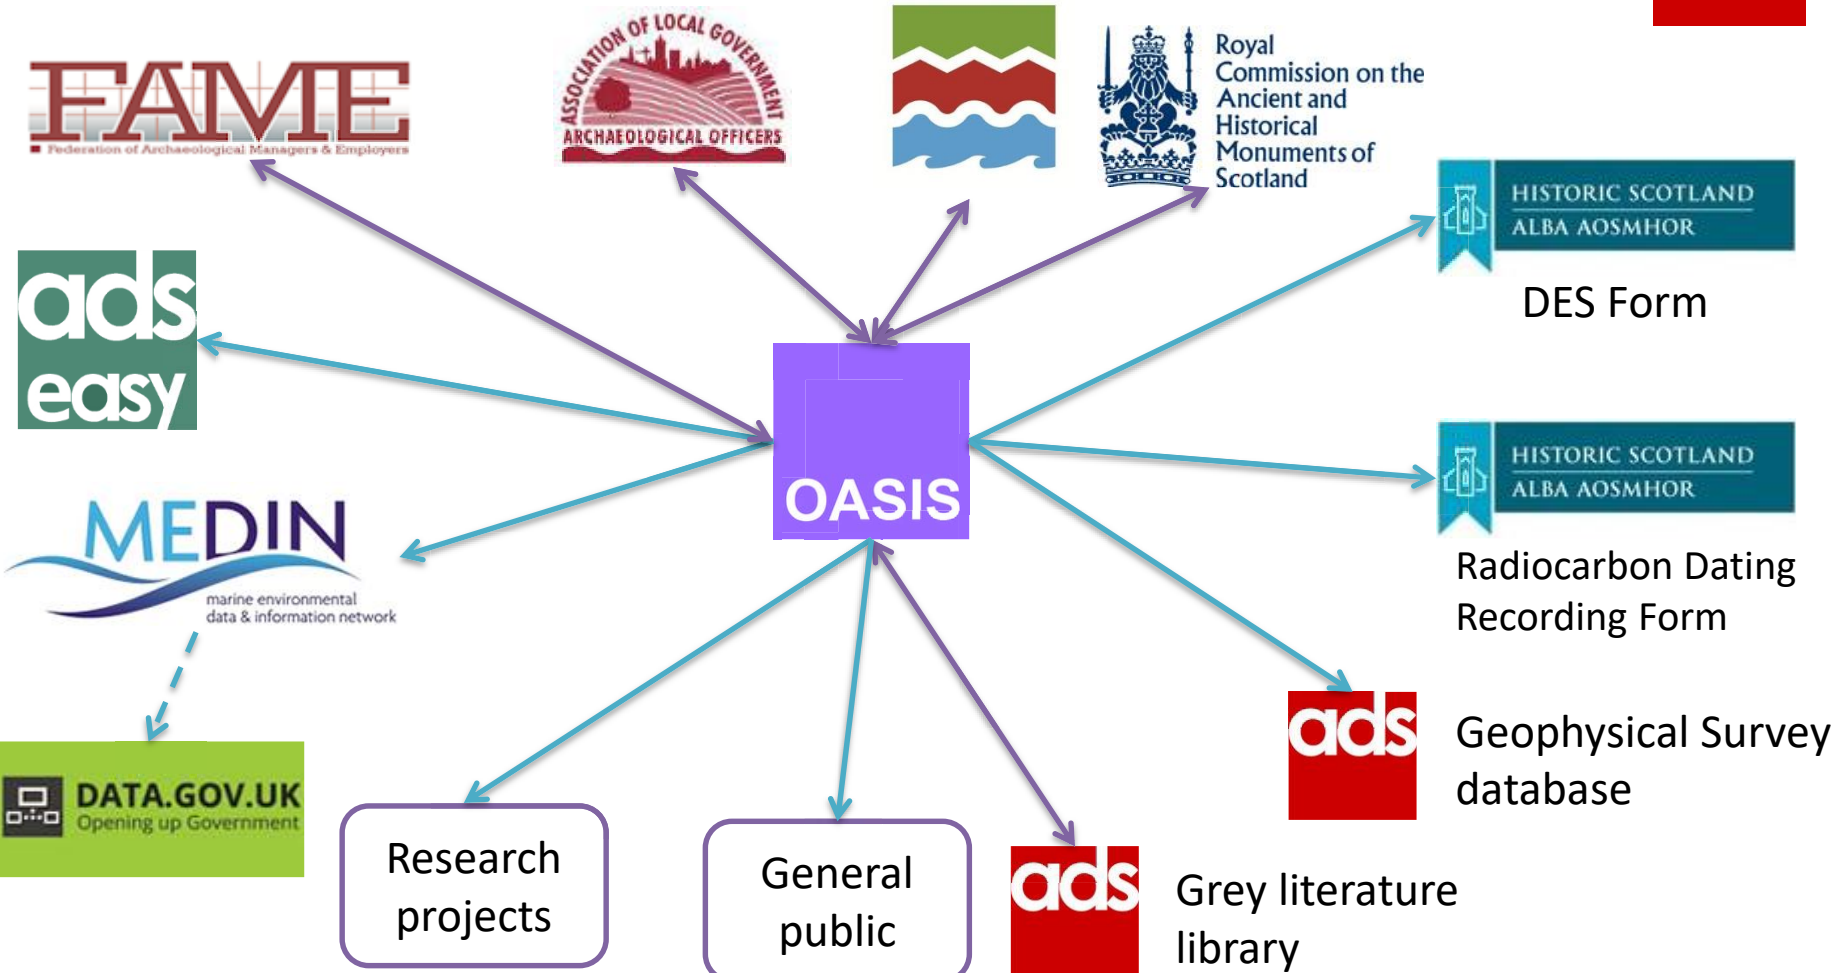 FAME
Federation of Archaeological Managers & Employers
ASSOCIATION OF LOCAL GOVERNMENT
ARCHAEOLOGICAL OFFICERS
Royal
Commission on the
Ancient and
Historical
Monuments of
Scotland
HISTORIC SCOTLAND
ALBA AOSMHOR
DES Form
ads
easy
OASIS
HISTORIC SCOTLAND
ALBA AOSMHOR
Radiocarbon Dating
Recording Form
MEDIN
marine environmental
data & information network
ads
Geophysical Survey
database
DATA.GOV.UK
Opening up Government
Research
projects
General
public
ads
Grey literature
library